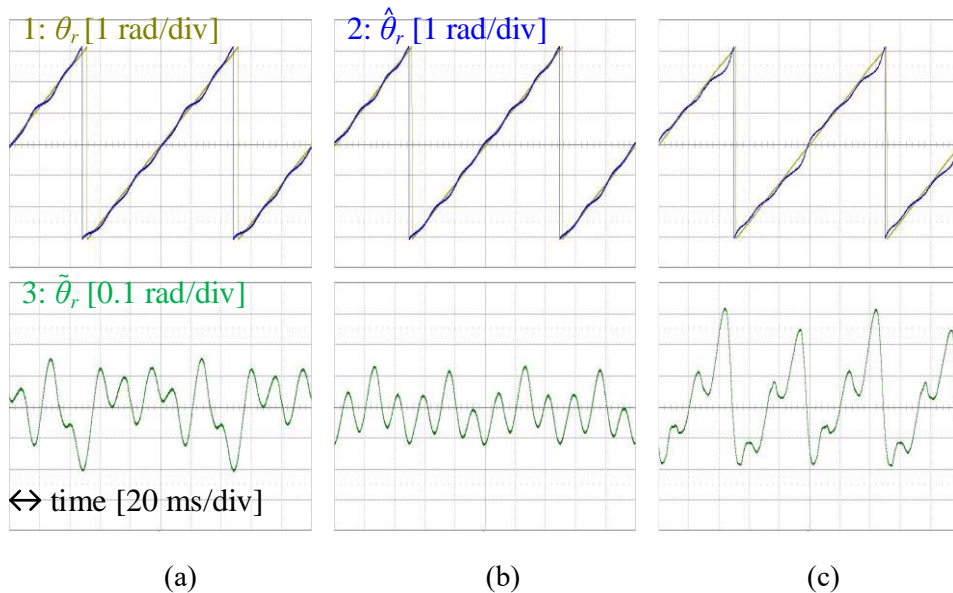 1: θᵣ [1 rad/div] 2: θ̂ᵣ [1 rad/div]
3: θ̃ᵣ [0.1 rad/div]
↔ time [20 ms/div]
(a) (b) (c)